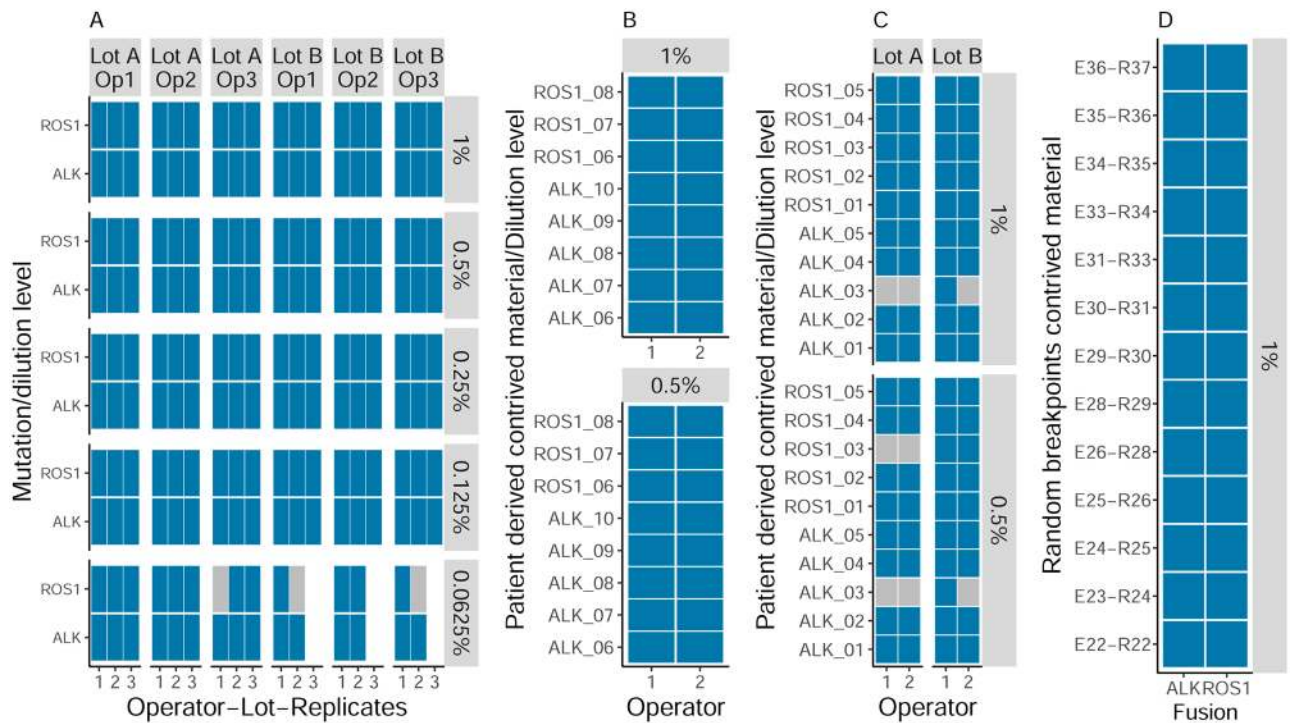 A
Lot A Lot A Lot A Lot B Lot B Lot B
Op1 Op2 Op3 Op1 Op2 Op3
Mutation/dilution level
ROS1
ALK
1%
ROS1
ALK
0.5%
ROS1
ALK
0.25%
ROS1
ALK
0.125%
ROS1
ALK
0.0625%
1 2 3 1 2 3 1 2 3 1 2 3 1 2 3 1 2 3
Operator-Lot-Replicates
B
Patient derived contrived material/Dilution level
1%
ROS1_08
ROS1_07
ROS1_06
ALK_10
ALK_09
ALK_08
ALK_07
ALK_06
1 2
0.5%
ROS1_08
ROS1_07
ROS1_06
ALK_10
ALK_09
ALK_08
ALK_07
ALK_06
1 2
Operator
C
Patient derived contrived material/Dilution level
Lot A Lot B
ROS1_05
ROS1_04
ROS1_03
ROS1_02
ROS1_01
ALK_05
ALK_04
ALK_03
ALK_02
ALK_01
1%
ROS1_05
ROS1_04
ROS1_03
ROS1_02
ROS1_01
ALK_05
ALK_04
ALK_03
ALK_02
ALK_01
0.5%
1 2 1 2
Operator
D
Random breakpoints contrived material
E36-R37
E35-R36
E34-R35
E33-R34
E31-R33
E30-R31
E29-R30
E28-R29
E26-R28
E25-R26
E24-R25
E23-R24
E22-R22
1%
ALK ROS1
Fusion